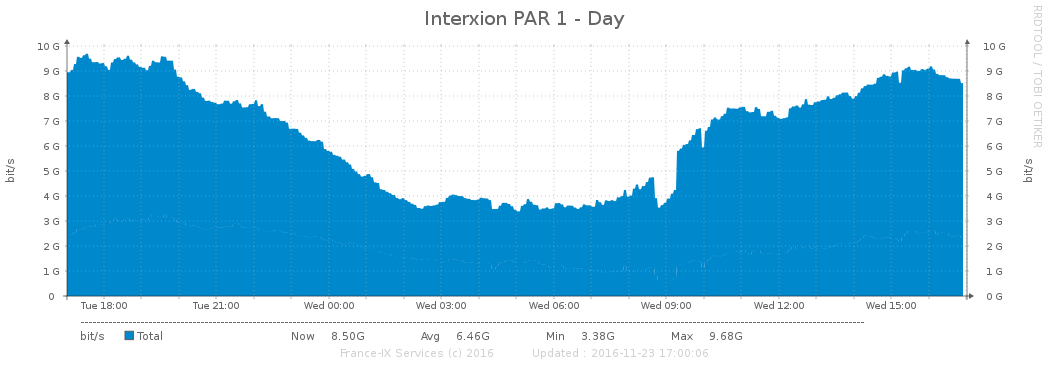 Interxion PAR 1 - Day
RRDTOOL / TOBI OETIKER
10 G 10 G
9 G 9 G
8 G 8 G
7 G 7 G
6 G 6 G
5 G 5 G
4 G 4 G
3 G 3 G
2 G 2 G
1 G 1 G
0 0 G
bit/s bit/s
Tue 18:00 Tue 21:00 Wed 00:00 Wed 03:00 Wed 06:00 Wed 09:00 Wed 12:00 Wed 15:00
bit/s Total Now 8.50G Avg 6.46G Min 3.38G Max 9.68G
France-IX Services (c) 2016 Updated : 2016-11-23 17:00:06